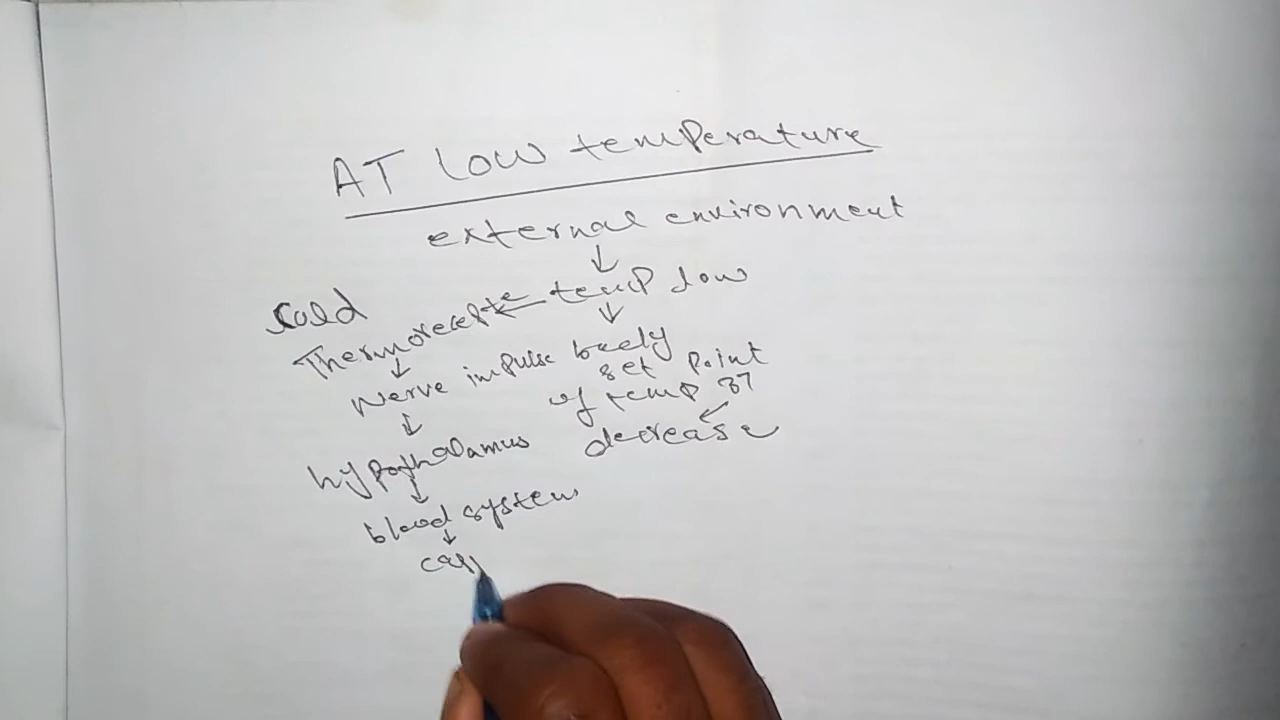 AT Low temperature
external environment
↓
Cold
Thermorecepte ← temp low
↓ ↓
Nerve impulse body
set point
of temp 37
↓
hypothalamus decrease
↓
blood system
↓